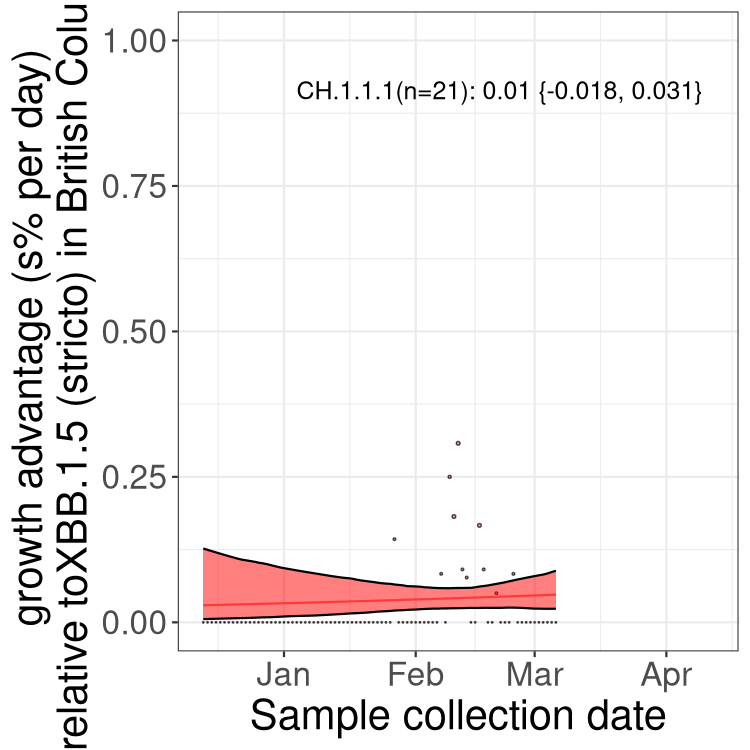 growth advantage (s% per day)
relative toXBB.1.5 (stricto) in British Colu
1.00
0.75
0.50
0.25
0.00
CH.1.1.1(n=21): 0.01 {-0.018, 0.031}
Jan Feb Mar Apr
Sample collection date